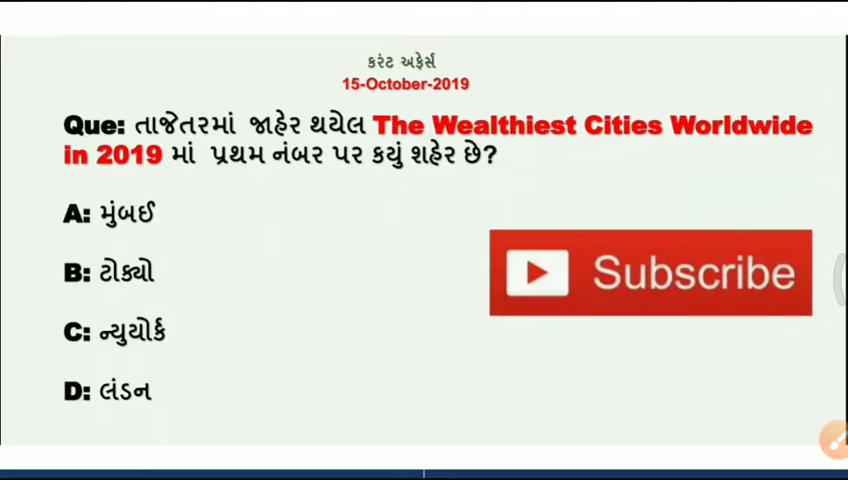 કરંટ અફેર્સ
15-October-2019
Que: તાજેતરમાં જાહેર થયેલ The Wealthiest Cities Worldwide
in 2019 માં પ્રથમ નંબર પર કયું શહેર છે?
A: મુંબઈ
B: ટોક્યો
Subscribe
C: ન્યુયોર્ક
D: લંડન